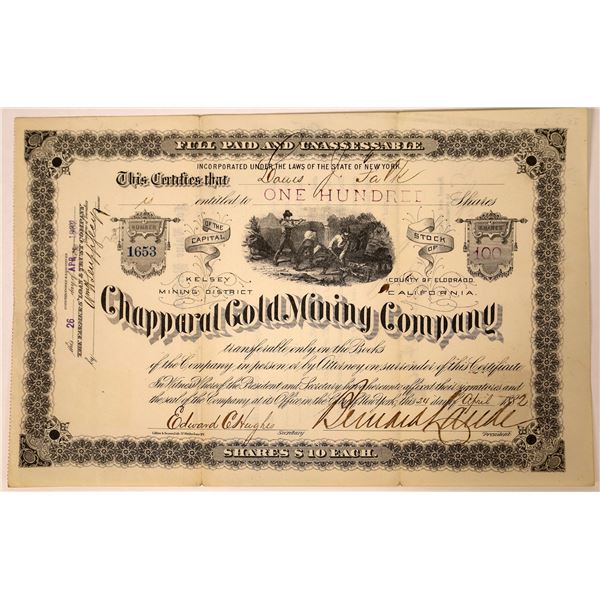 FULL PAID AND UNASSESSABLE.
INCORPORATED UNDER THE LAWS OF THE STATE OF NEW YORK.
This Certifies that Louis J.
is entitled to ONE HUNDRED Shares
NUMBER
1653
OF THE
CAPITAL
STOCK
OF
SHARES
100
KELSEY
MINING DISTRICT
COUNTY OF ELDORADO,
CALIFORNIA.
Chapparal Gold Mining Company
transferable only on the Books
of the Company in person or by Attorney on surrender of this Certificate
In Witness Whereof the President and Secretary have hereunto affixed their signatures and
the seal of the Company at its Office in the City of New York, this 24 day of April 1882
Edward C. Hughes
Secretary
President
SHARES $10 EACH.
26
APR
by